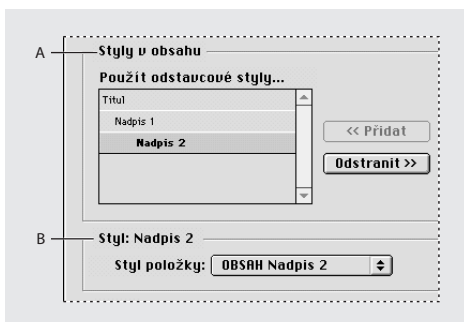 A
Styly v obsahu
Použít odstavcové styly...
Titul
Nadpis 1
Nadpis 2
<< Přidat
Odstranit >>
B
Styl: Nadpis 2
Styl položky: OBSAH Nadpis 2